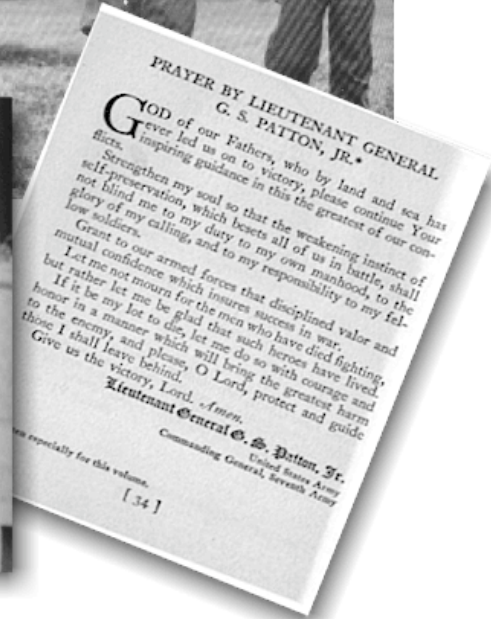 PRAYER BY LIEUTENANT GENERAL
G. S. PATTON, JR.*
GOD of our Fathers, who by land and sea has
ever led us on to victory, please continue Your
inspiring guidance in this the greatest of our con-
flicts.
Strengthen my soul so that the weakening instinct of
self-preservation, which besets all of us in battle, shall
not blind me to my duty to my own manhood, to the
glory of my calling, and to my responsibility to my fel-
low soldiers.
Grant to our armed forces that disciplined valor and
mutual confidence which insures success in war.
Let me not mourn for the men who have died fighting,
but rather let me be glad that such heroes have lived.
If it be my lot to die, let me do so with courage and
honor in a manner which will bring the greatest harm
to the enemy, and please, O Lord, protect and guide
those I shall leave behind.
Give us the victory, Lord. Amen.
Lieutenant General G. S. Patton, Jr.
United States Army
Commanding General, Seventh Army
especially for this volume.
[ 34 ]